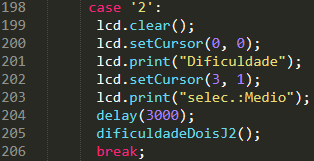 198 case '2':
199 lcd.clear();
200 lcd.setCursor(0, 0);
201 lcd.print("Dificuldade");
202 lcd.setCursor(3, 1);
203 lcd.print("selec.:Medio");
204 delay(3000);
205 dificuldadeDoisJ2();
206 break;